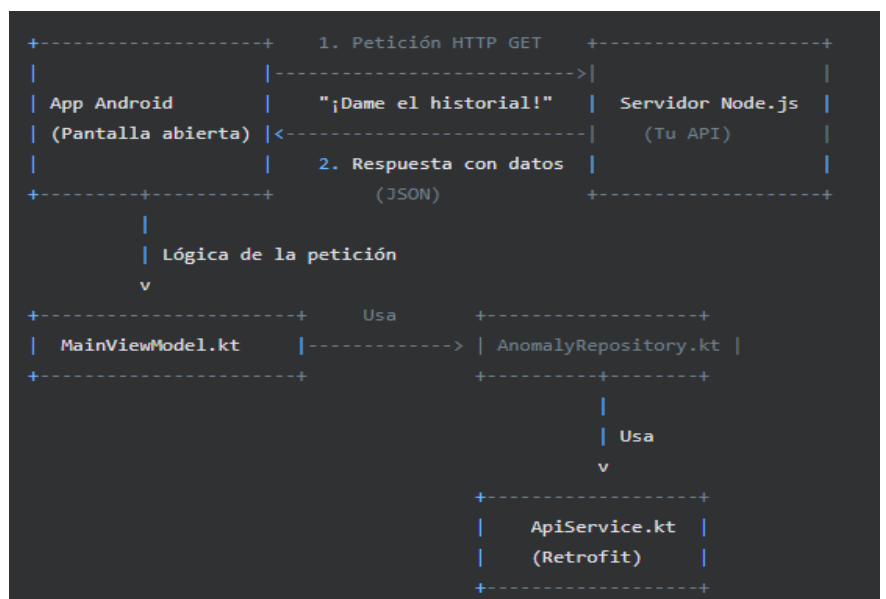 1. Petición HTTP GET
App Android "¡Dame el historial!" Servidor Node.js
(Pantalla abierta) (Tu API)
2. Respuesta con datos
(JSON)
Lógica de la petición
v
Usa
MainViewModel.kt AnomalyRepository.kt
Usa
v
ApiService.kt
(Retrofit)